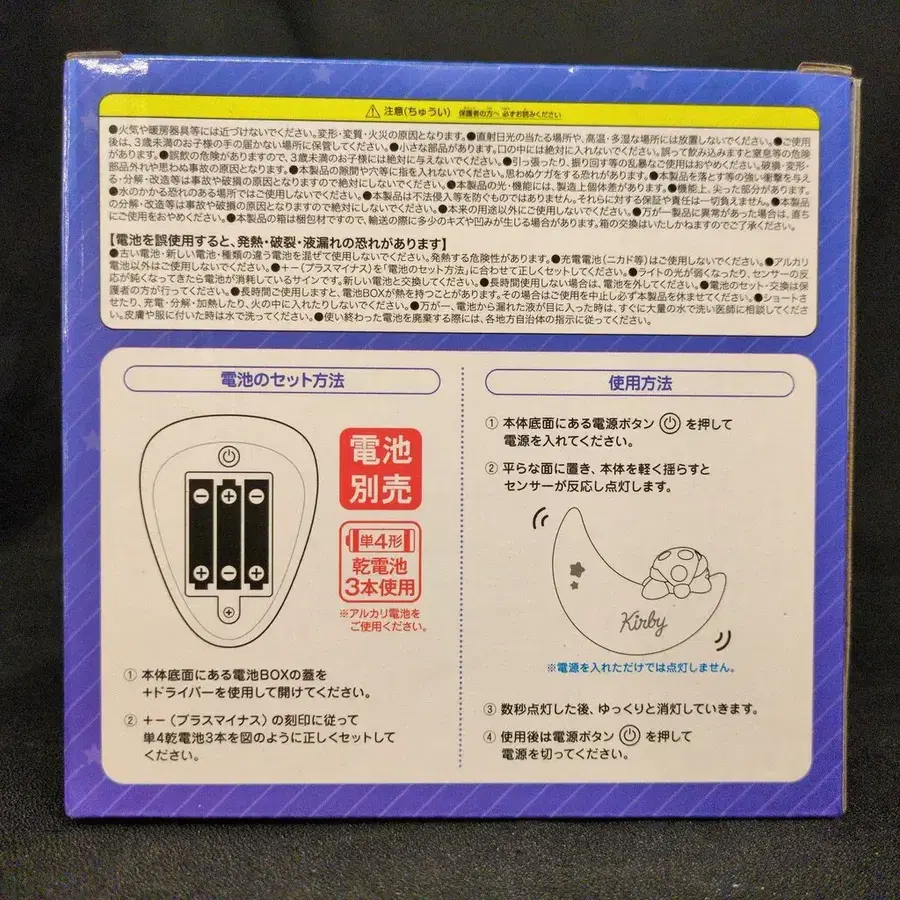 注意(ちゅうい) 保護者の方へ 必ずお読みください
●火気や暖房器具等には近づけないでください。変形・変質・火災の原因となります。●直射日光の当たる場所や、高温・多湿な場所には放置しないでください。●ご使用
後は、3歳未満のお子様の手の届かない場所に保管してください。●小さな部品があります。口の中には絶対に入れないでください。誤って飲み込みますと窒息等の危険
があります。●誤飲の危険がありますので、3歳未満のお子様には絶対に与えないでください。●引っ張ったり、振り回す等の乱暴なご使用はおやめください。破損・変形・
部品外れや思わぬ事故の原因となります。●本製品の隙間や穴等に指を入れないでください。思わぬケガをする恐れがあります。●本製品を落とす等の強い衝撃を与え
る・分解・改造等は事故や破損の原因となりますので絶対にしないでください。●本製品の光・機能には、製造上個体差があります。●機能上、尖った部分があります。
●水のかかる恐れのある場所ではご使用しないでください。●本製品は不法侵入等を防ぐものではありません。それらに対する保証や責任は一切負えません。●本製品
の分解・改造等は事故や破損の原因となりますので絶対にしないでください。●本来の用途以外にご使用しないでください。●万が一製品に異常があった場合は、直ち
にご使用をおやめください。●本製品の箱は梱包材ですので、輸送の際に多少のキズや凹みが生じる場合があります。箱の交換はいたしかねますのでご了承ください。
【電池を誤使用すると、発熱・破裂・液漏れの恐れがあります】
●古い電池・新しい電池・種類の違う電池を混ぜて使用しないでください。発熱する危険性があります。●充電電池(ニカド等)はご使用しないでください。●アルカリ
電池以外はご使用しないでください。●+−(プラスマイナス)を「電池のセット方法」に合わせて正しくセットしてください。●ライトの光が弱くなったり、センサーの反
応が鈍くなってきたら電池が消耗しているサインです。新しい電池と交換してください。●長時間使用しない場合は、電池を外してください。●電池のセット・交換は保
護者の方が行ってください。●長時間ご使用しますと、電池BOXが熱を持つことがあります。その場合はご使用を中止し必ず本製品を休ませてください。●ショートさ
せたり、充電・分解・加熱したり、火の中に入れたりしないでください。●万が一、電池から漏れた液が目に入った時は、すぐに大量の水で洗い医師に相談してくださ
い。皮膚や服に付いた時は水で洗ってください。●使い終わった電池を廃棄する際には、各地方自治体の指示に従ってください。
電池のセット方法
電池
別売
単4形
乾電池
3本使用
※アルカリ電池を
ご使用ください。
① 本体底面にある電池BOXの蓋を
+ドライバーを使用して開けてください。
② +−(プラスマイナス)の刻印に従って
単4乾電池3本を図のように正しくセットして
ください。
使用方法
① 本体底面にある電源ボタン を押して
電源を入れてください。
② 平らな面に置き、本体を軽く揺らすと
センサーが反応し点灯します。
Kirby
※電源を入れただけでは点灯しません。
③ 数秒点灯した後、ゆっくりと消灯していきます。
④ 使用後は電源ボタン を押して
電源を切ってください。